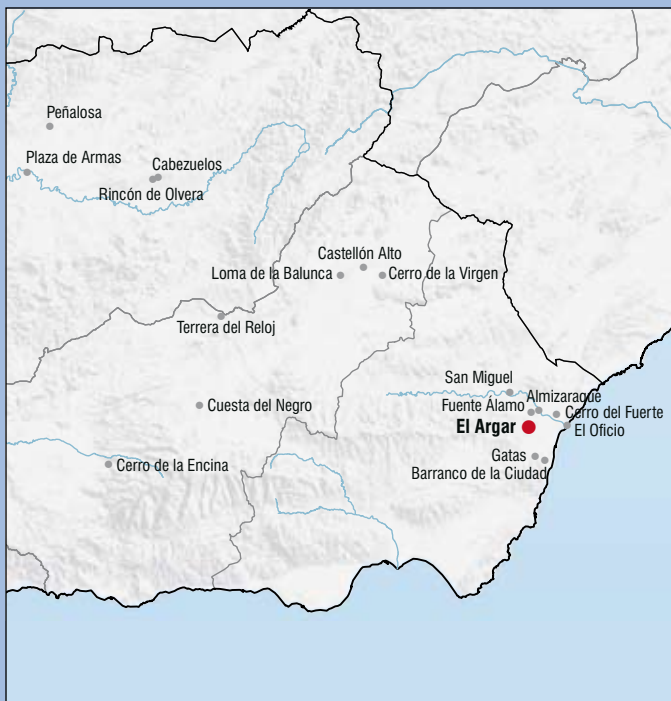 Peñalosa
Plaza de Armas
Cabezuelos
Rincón de Olvera
Castellón Alto
Loma de la Balunca
Cerro de la Virgen
Terrera del Reloj
San Miguel
Almizaraque
Cuesta del Negro
Fuente Álamo
Cerro del Fuerte
El Argar
El Oficio
Gatas
Cerro de la Encina
Barranco de la Ciudad